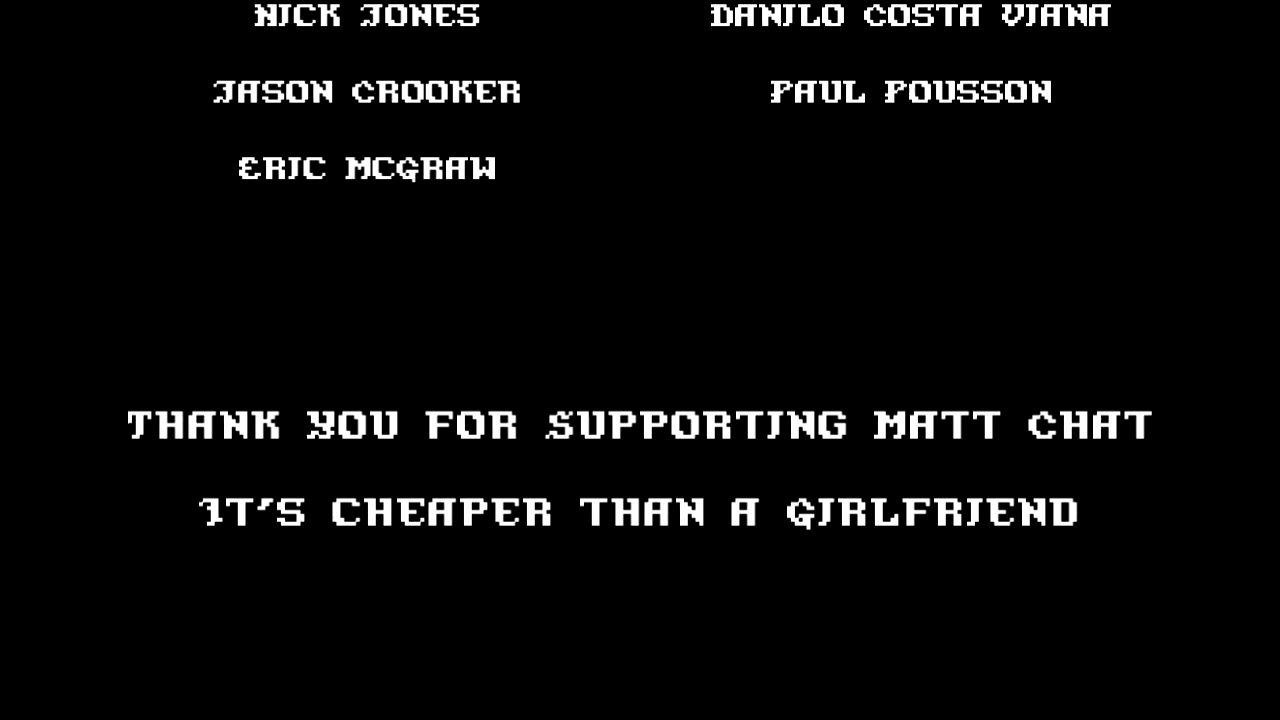 NICK JONES DANILO COSTA VIANA
JASON CROOKER PAUL POUSSON
ERIC MCGRAW
THANK YOU FOR SUPPORTING MATT CHAT
IT'S CHEAPER THAN A GIRLFRIEND